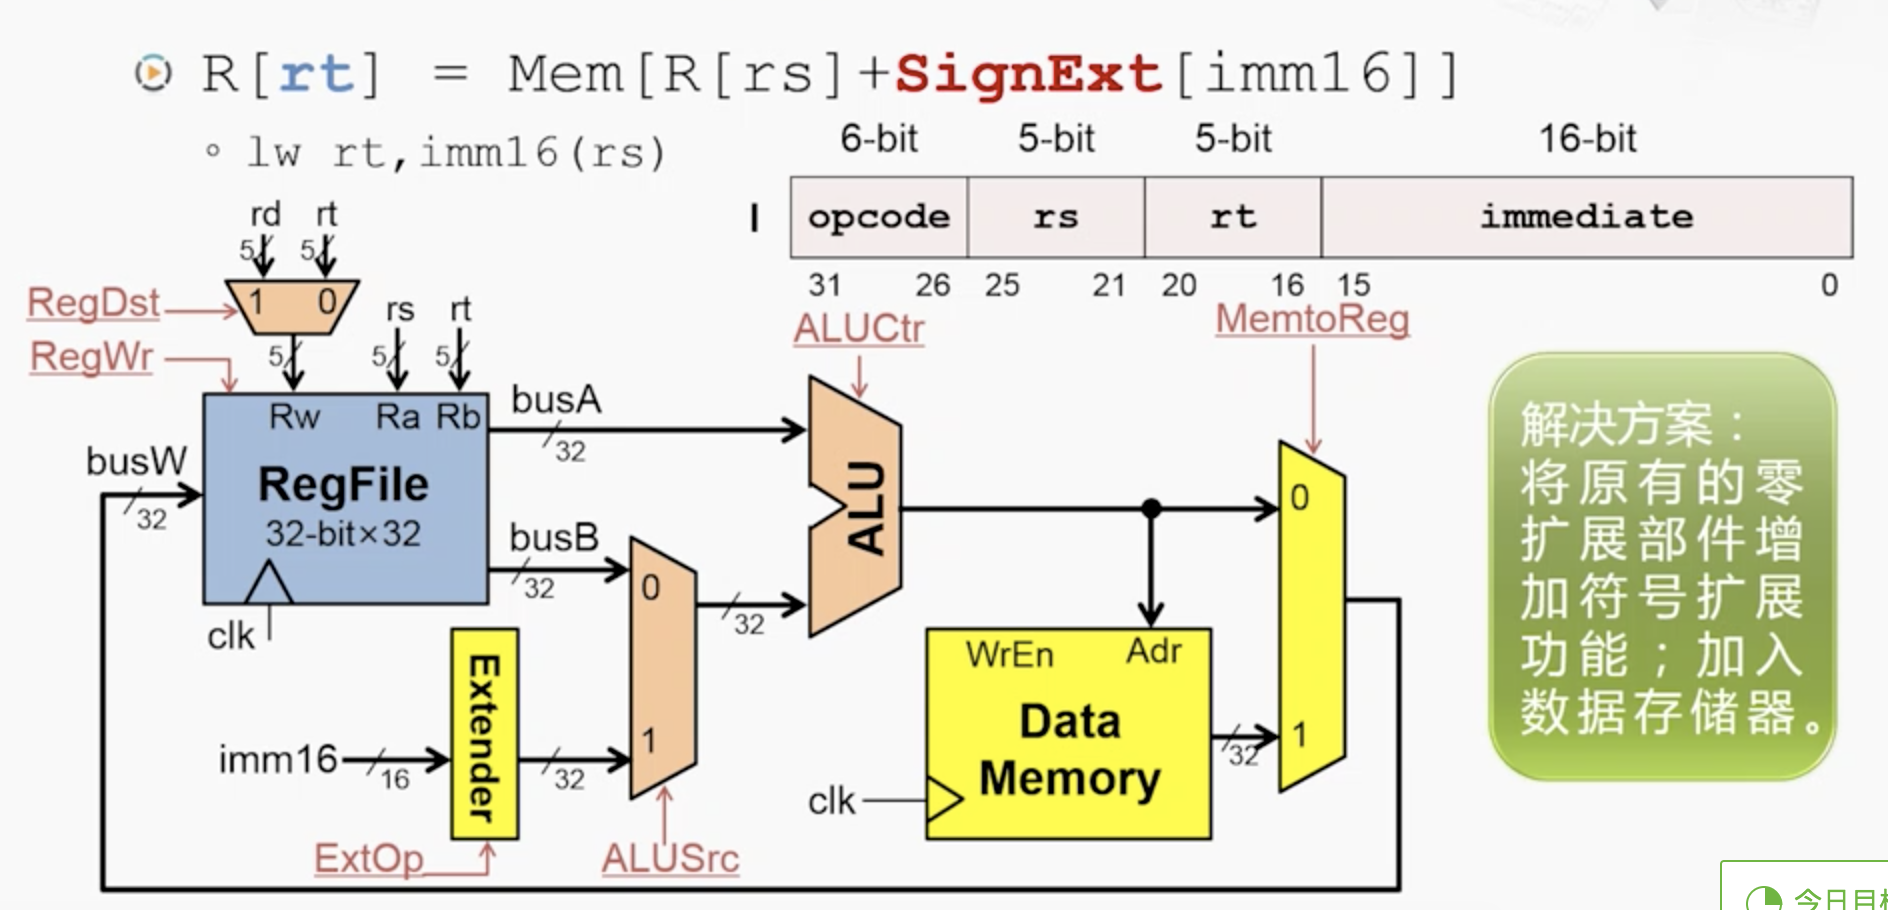 R[rt] = Mem[R[rs]+SignExt[imm16]]
lw rt,imm16(rs)
6-bit 5-bit 5-bit 16-bit
I opcode rs rt immediate
31 26 25 21 20 16 15 0
rd rt
5 5
RegDst 1 0
rs rt
RegWr 5 5 5
ALUCtr
MemtoReg
Rw Ra Rb
busA
32
busW
32
RegFile
32-bit×32
busB
32
clk
ALU
0
32
0
1
imm16
16
Extender
32
1
ExtOp
ALUSrc
WrEn Adr
Data
Memory
32
clk
解决方案：
将原有的零
扩展部件增
加符号扩展
功能；加入
数据存储器。
今日目